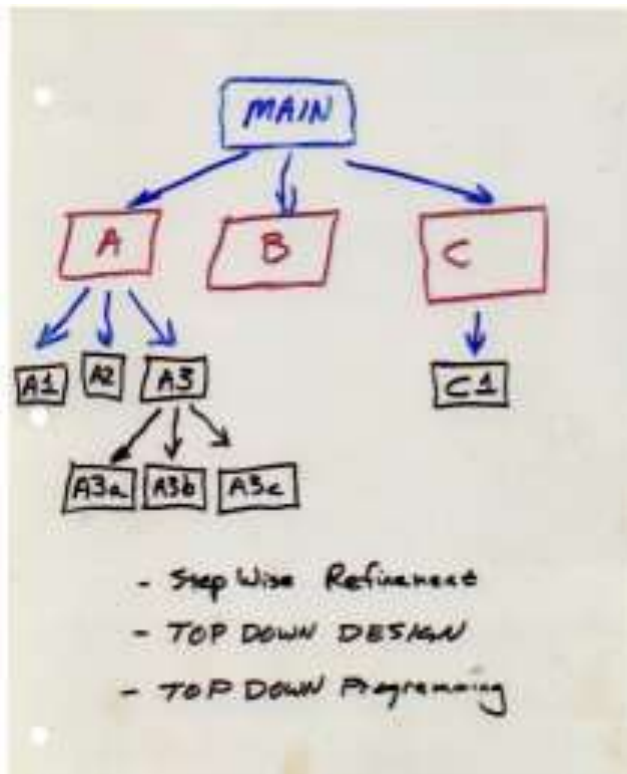 MAIN
A B C
A1 A2 A3 C1
A3a A3b A3c
- Step Wise Refinement
- TOP DOWN DESIGN
- TOP DOWN Programming